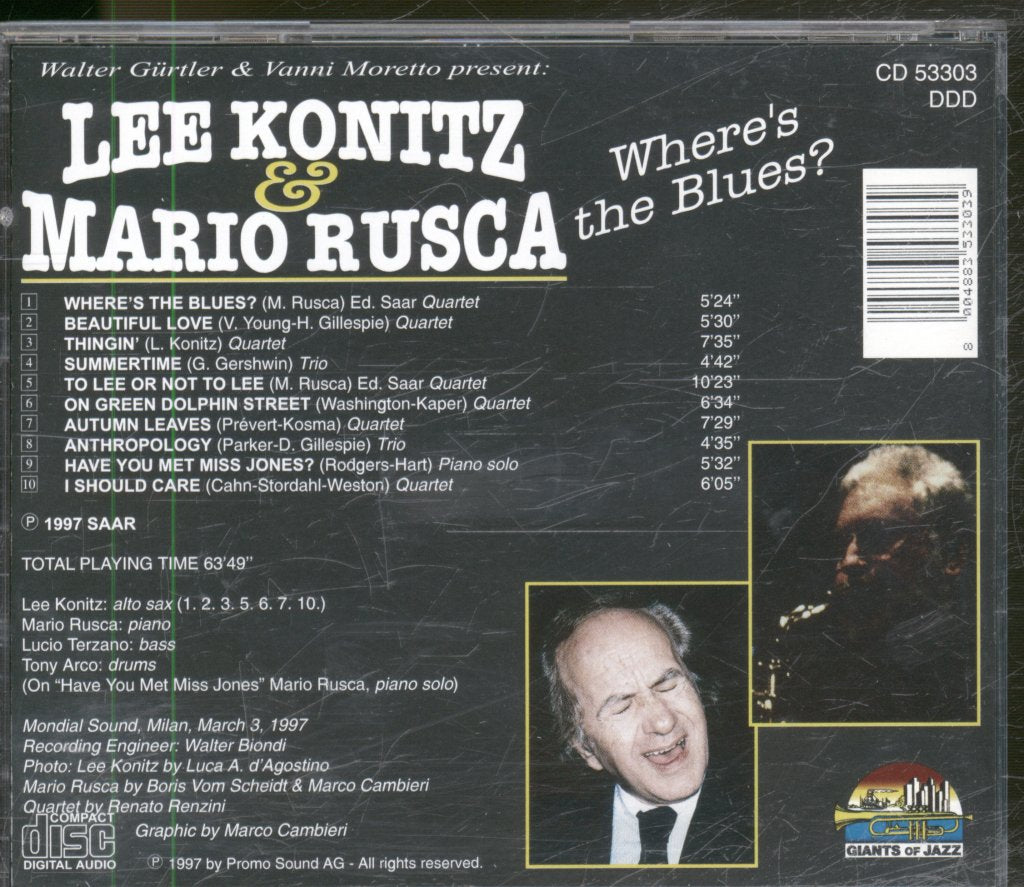 Walter Gürtler & Vanni Moretto present:
CD 53303
DDD
LEE KONITZ
&
MARIO RUSCA
Where's
the Blues?
004883 533039
8
1 WHERE'S THE BLUES? (M. Rusca) Ed. Saar Quartet 5'24"
2 BEAUTIFUL LOVE (V. Young-H. Gillespie) Quartet 5'30"
3 THINGIN' (L. Konitz) Quartet 7'35"
4 SUMMERTIME (G. Gershwin) Trio 4'42"
5 TO LEE OR NOT TO LEE (M. Rusca) Ed. Saar Quartet 10'23"
6 ON GREEN DOLPHIN STREET (Washington-Kaper) Quartet 6'34"
7 AUTUMN LEAVES (Prévert-Kosma) Quartet 7'29"
8 ANTHROPOLOGY (Parker-D. Gillespie) Trio 4'35"
9 HAVE YOU MET MISS JONES? (Rodgers-Hart) Piano solo 5'32"
10 I SHOULD CARE (Cahn-Stordahl-Weston) Quartet 6'05"
℗ 1997 SAAR
TOTAL PLAYING TIME 63'49"
Lee Konitz: alto sax (1. 2. 3. 5. 6. 7. 10.)
Mario Rusca: piano
Lucio Terzano: bass
Tony Arco: drums
(On "Have You Met Miss Jones" Mario Rusca, piano solo)
Mondial Sound, Milan, March 3, 1997
Recording Engineer: Walter Biondi
Photo: Lee Konitz by Luca A. d'Agostino
Mario Rusca by Boris Vom Scheidt & Marco Cambieri
Quartet by Renato Renzini
Graphic by Marco Cambieri
COMPACT
disc
DIGITAL AUDIO
℗ 1997 by Promo Sound AG - All rights reserved.
GIANTS OF JAZZ